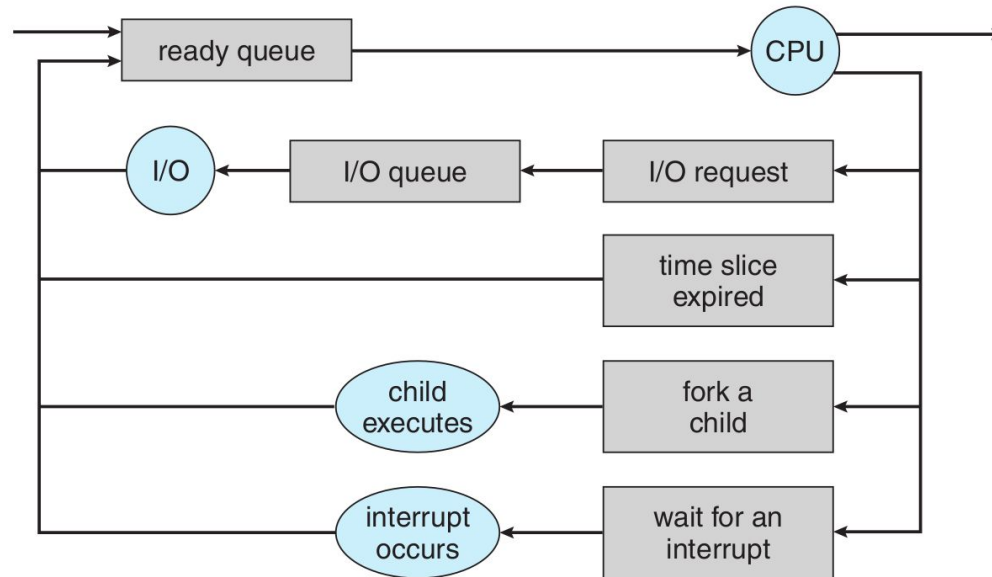 ready queue
CPU
I/O
I/O queue
I/O request
time slice
expired
child
executes
fork a
child
interrupt
occurs
wait for an
interrupt